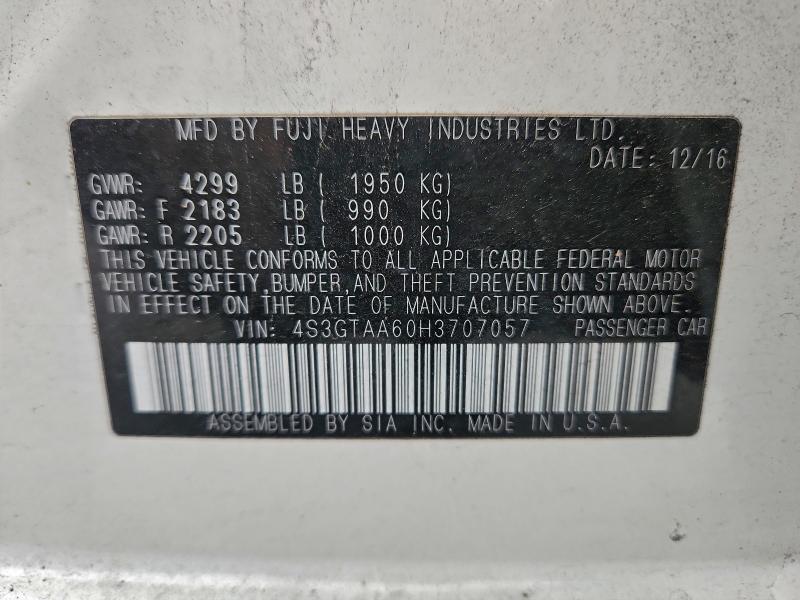 MFD BY FUJI HEAVY INDUSTRIES LTD.
DATE: 12/16
GVWR: 4299 LB ( 1950 KG)
GAWR: F 2183 LB ( 990 KG)
GAWR: R 2205 LB ( 1000 KG)
THIS VEHICLE CONFORMS TO ALL APPLICABLE FEDERAL MOTOR
VEHICLE SAFETY, BUMPER, AND THEFT PREVENTION STANDARDS
IN EFFECT ON THE DATE OF MANUFACTURE SHOWN ABOVE.
VIN: 4S3GTAA60H3707057 PASSENGER CAR
ASSEMBLED BY SIA INC. MADE IN U.S.A.